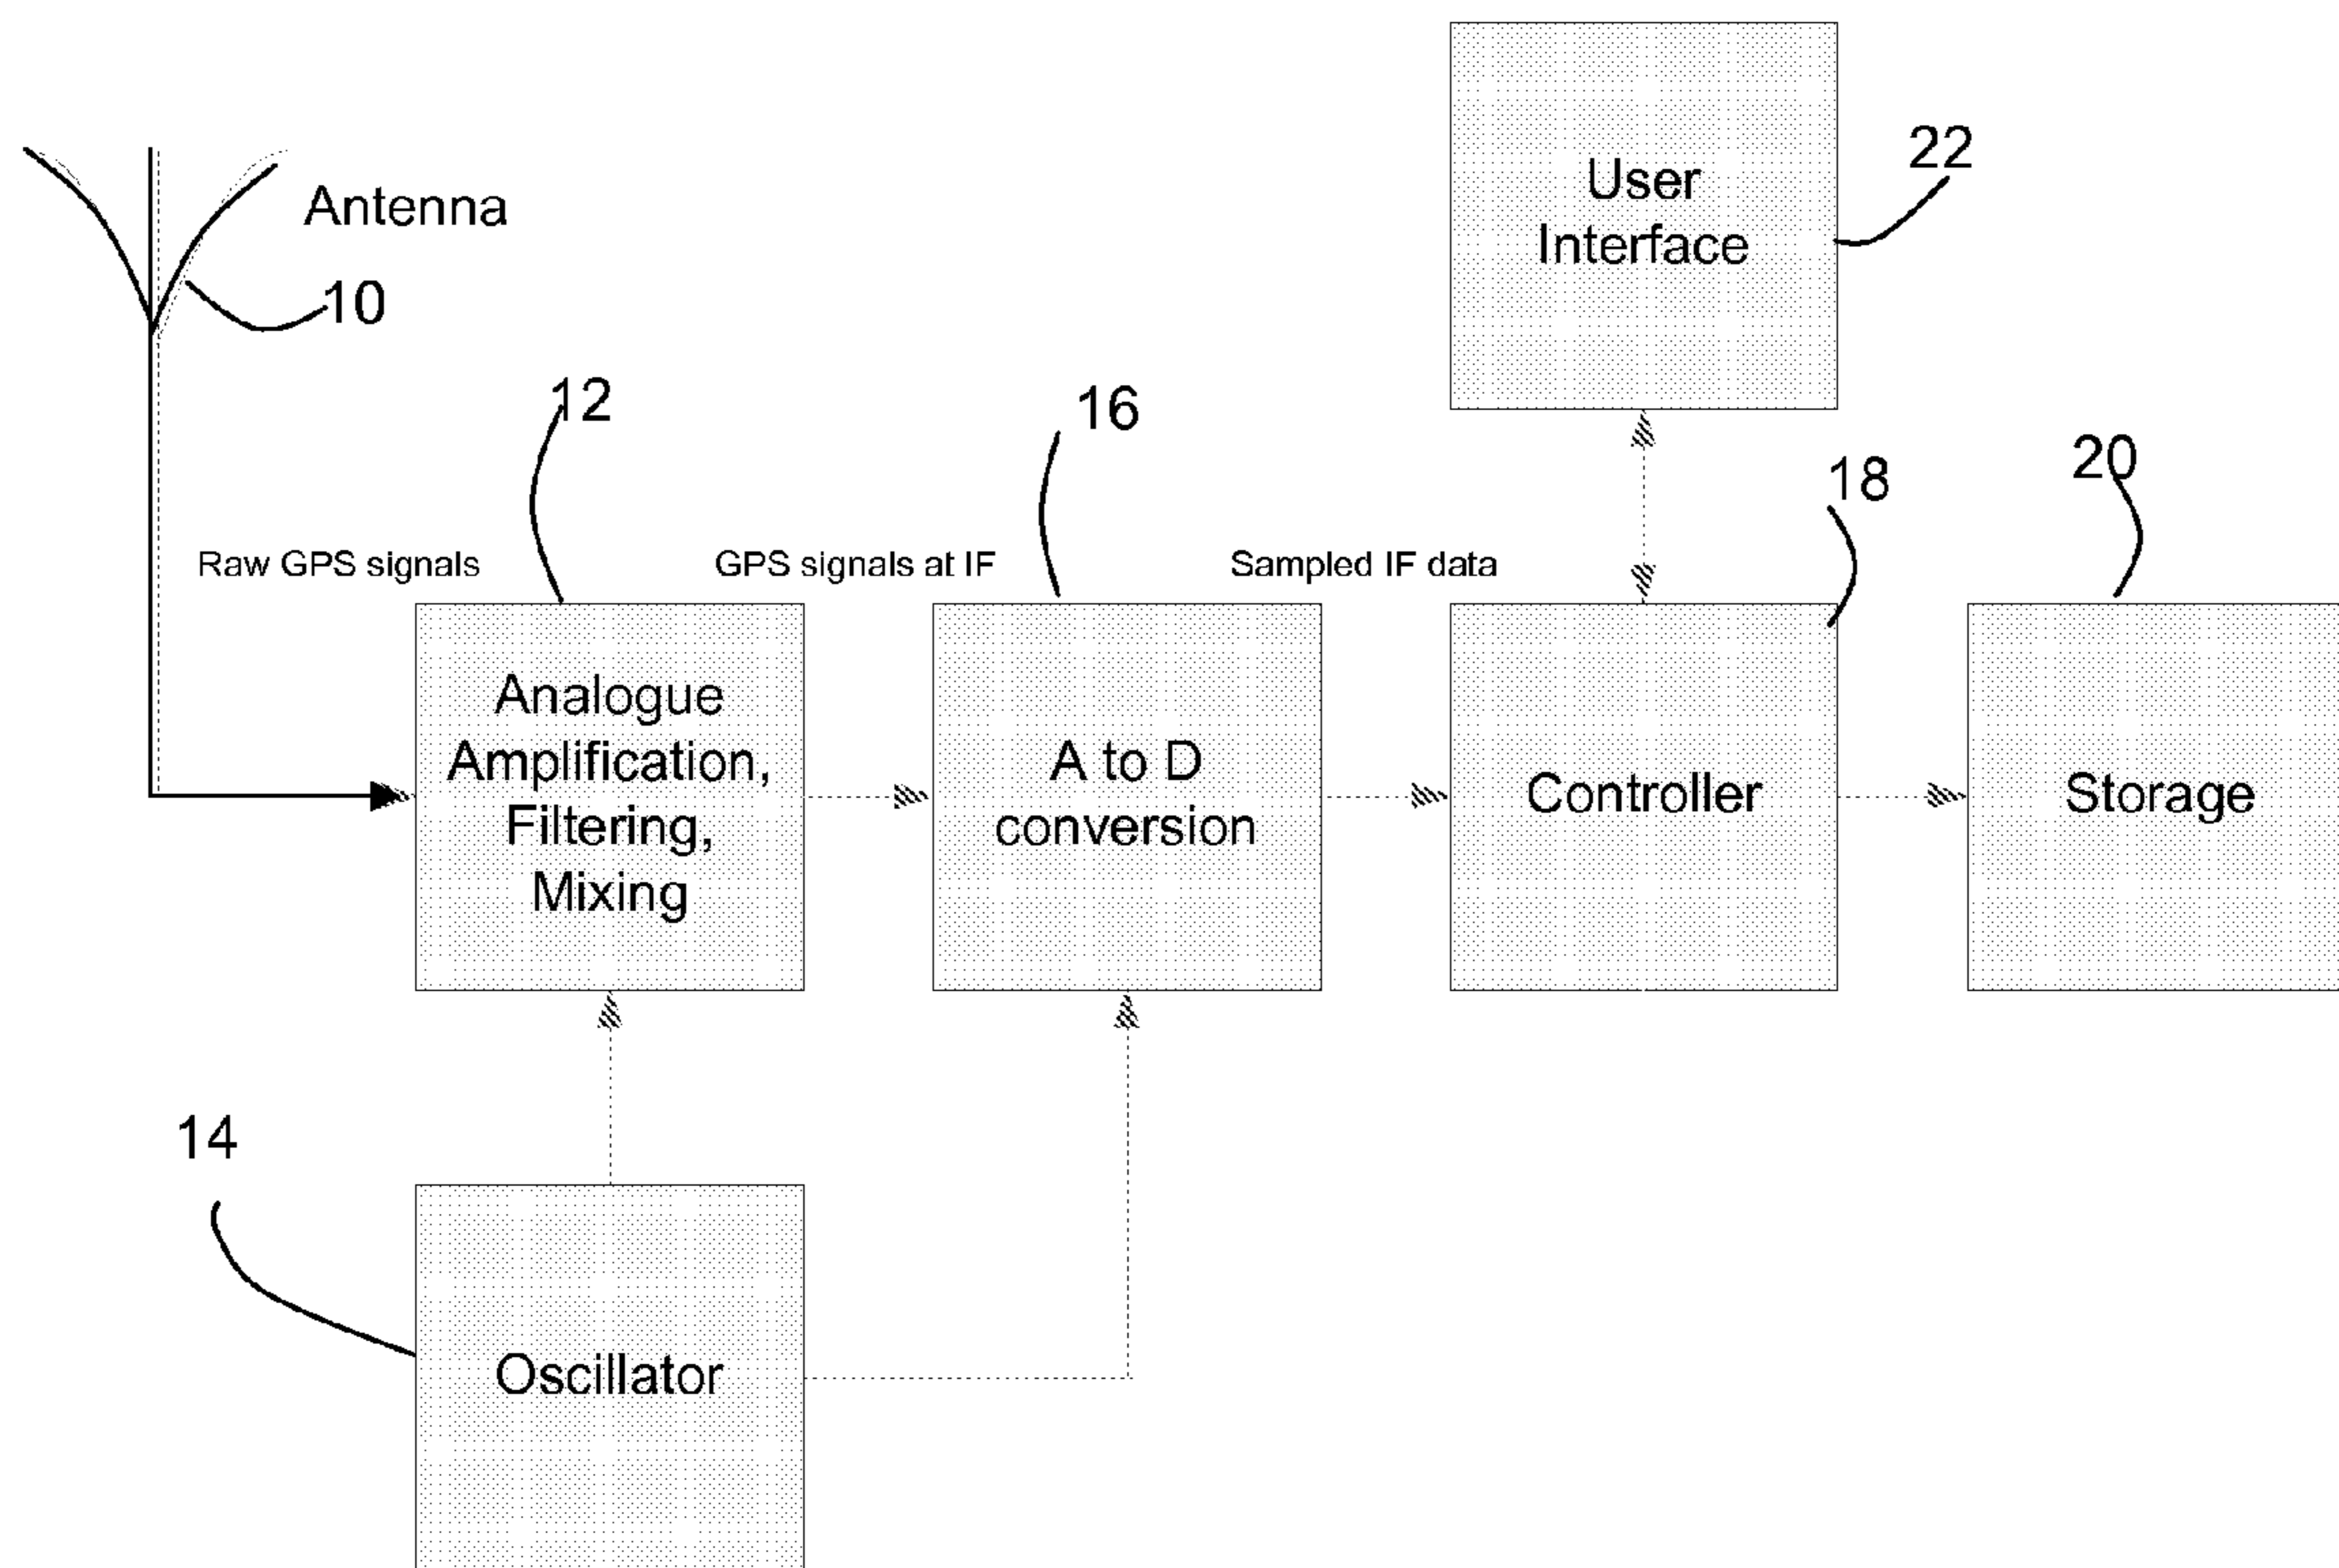 User
Interface
22
Antenna
10
12
16
18
20
Raw GPS signals
GPS signals at IF
Sampled IF data
Analogue
Amplification,
Filtering,
Mixing
A to D
conversion
Controller
Storage
14
Oscillator